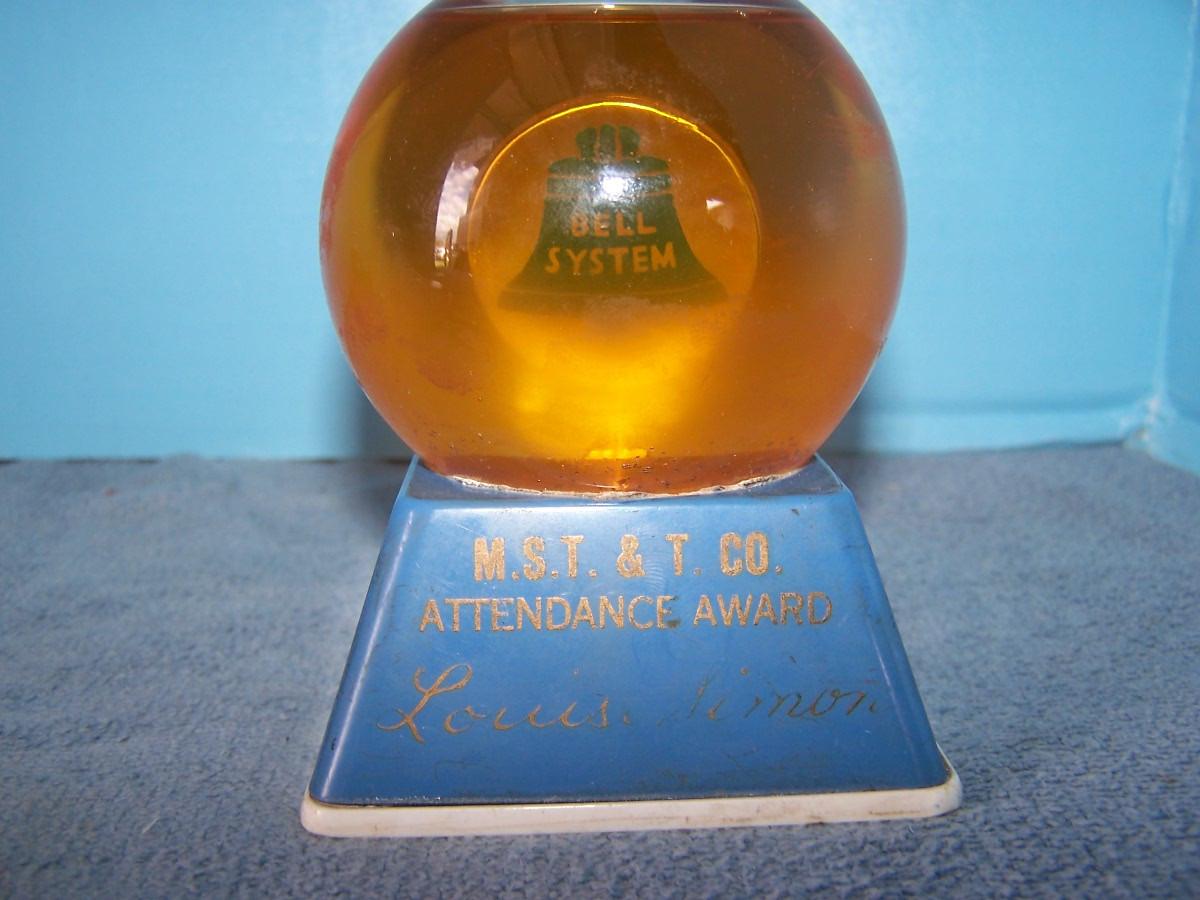 BELL
SYSTEM
M.S.T. & T. CO.
ATTENDANCE AWARD
Louis Simon